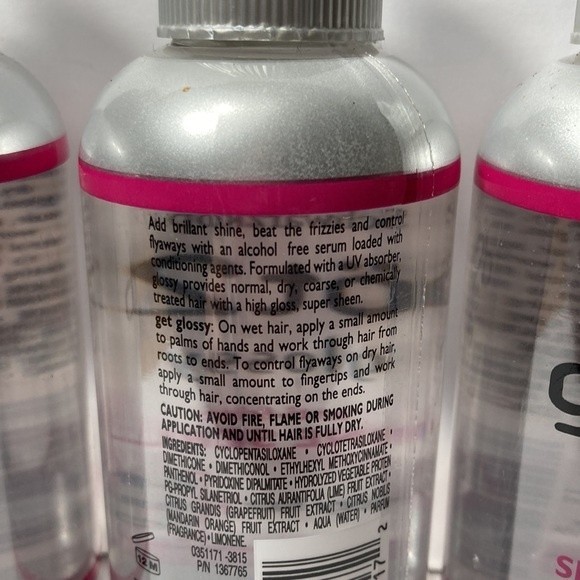 Add brillant shine, beat the frizzies and control
flyaways with an alcohol free serum loaded with
conditioning agents. Formulated with a UV absorber,
glossy provides normal, dry, coarse, or chemically
treated hair with a high gloss, super sheen.
get glossy: On wet hair, apply a small amount
to palms of hands and work through hair from
roots to ends. To control flyaways on dry hair,
apply a small amount to fingertips and work
through hair, concentrating on the ends.
CAUTION: AVOID FIRE, FLAME OR SMOKING DURING
APPLICATION AND UNTIL HAIR IS FULLY DRY.
INGREDIENTS: CYCLOPENTASILOXANE • CYCLOTETRASILOXANE •
DIMETHICONE • DIMETHICONOL • ETHYLHEXYL METHOXYCINNAMATE •
PANTHENOL • PYRIDOXINE DIPALMITATE • HYDROLYZED VEGETABLE PROTEIN
PG-PROPYL SILANETRIOL • CITRUS AURANTIFOLIA (LIME) FRUIT EXTRACT •
CITRUS GRANDIS (GRAPEFRUIT) FRUIT EXTRACT • CITRUS NOBILIS
(MANDARIN ORANGE) FRUIT EXTRACT • AQUA (WATER) • PARFUM
(FRAGRANCE) • LIMONENE.
0351171 -3815
P/N 1367765
12 M
17 2